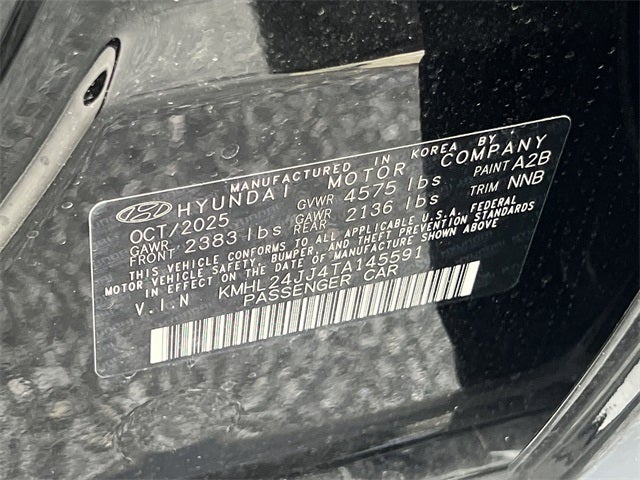 MANUFACTURED IN KOREA BY
HYUNDAI MOTOR COMPANY
OCT/2025 GVWR 4575 lbs PAINT A2B
GAWR FRONT 2383 lbs GAWR REAR 2136 lbs TRIM NNB
THIS VEHICLE CONFORMS TO ALL APPLICABLE U.S.A. FEDERAL
MOTOR VEHICLE SAFETY, BUMPER, AND THEFT PREVENTION STANDARDS
IN EFFECT ON THE DATE OF MANUFACTURE SHOWN ABOVE
V.I.N KMHL24JJ4TA145591
PASSENGER CAR